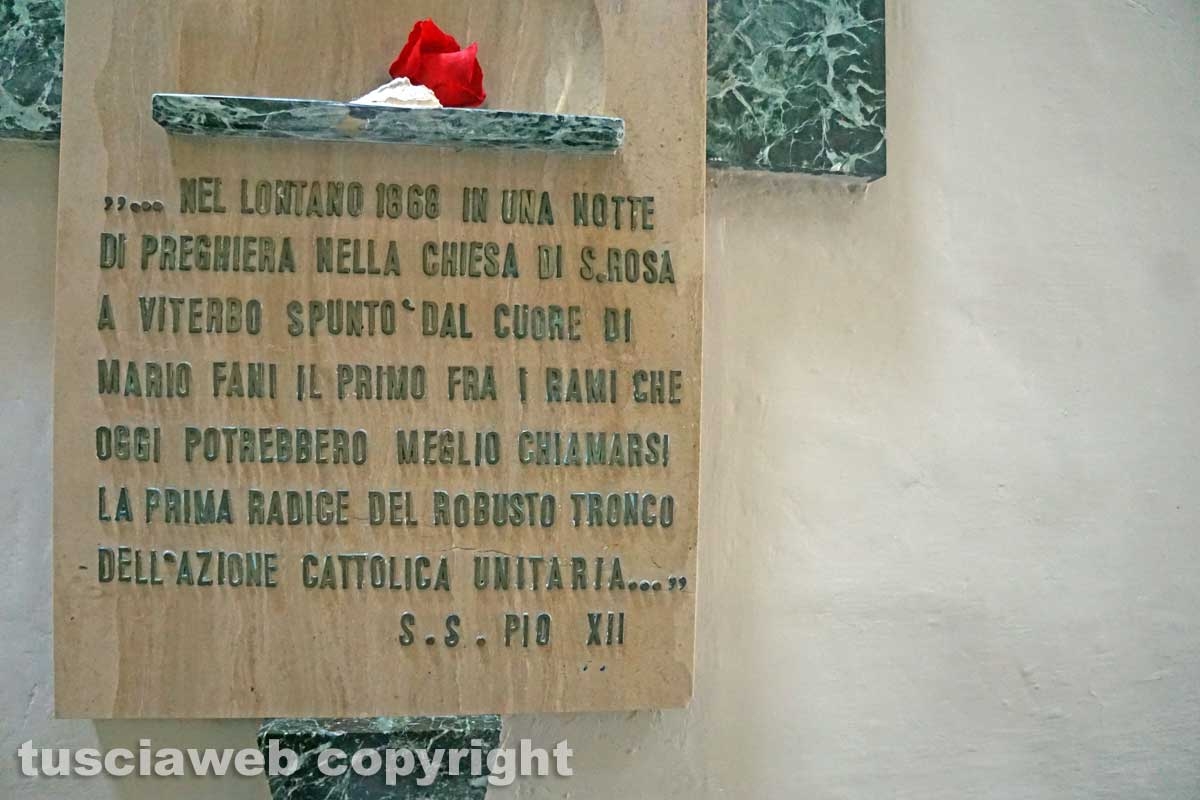 ,,... NEL LONTANO 1868 IN UNA NOTTE
DI PREGHIERA NELLA CHIESA DI S.ROSA
A VITERBO SPUNTO' DAL CUORE DI
MARIO FANI IL PRIMO FRA I RAMI CHE
OGGI POTREBBERO MEGLIO CHIAMARSI
LA PRIMA RADICE DEL ROBUSTO TRONCO
DELL'AZIONE CATTOLICA UNITARIA...,,
S.S. PIO XII
tusciaweb copyright